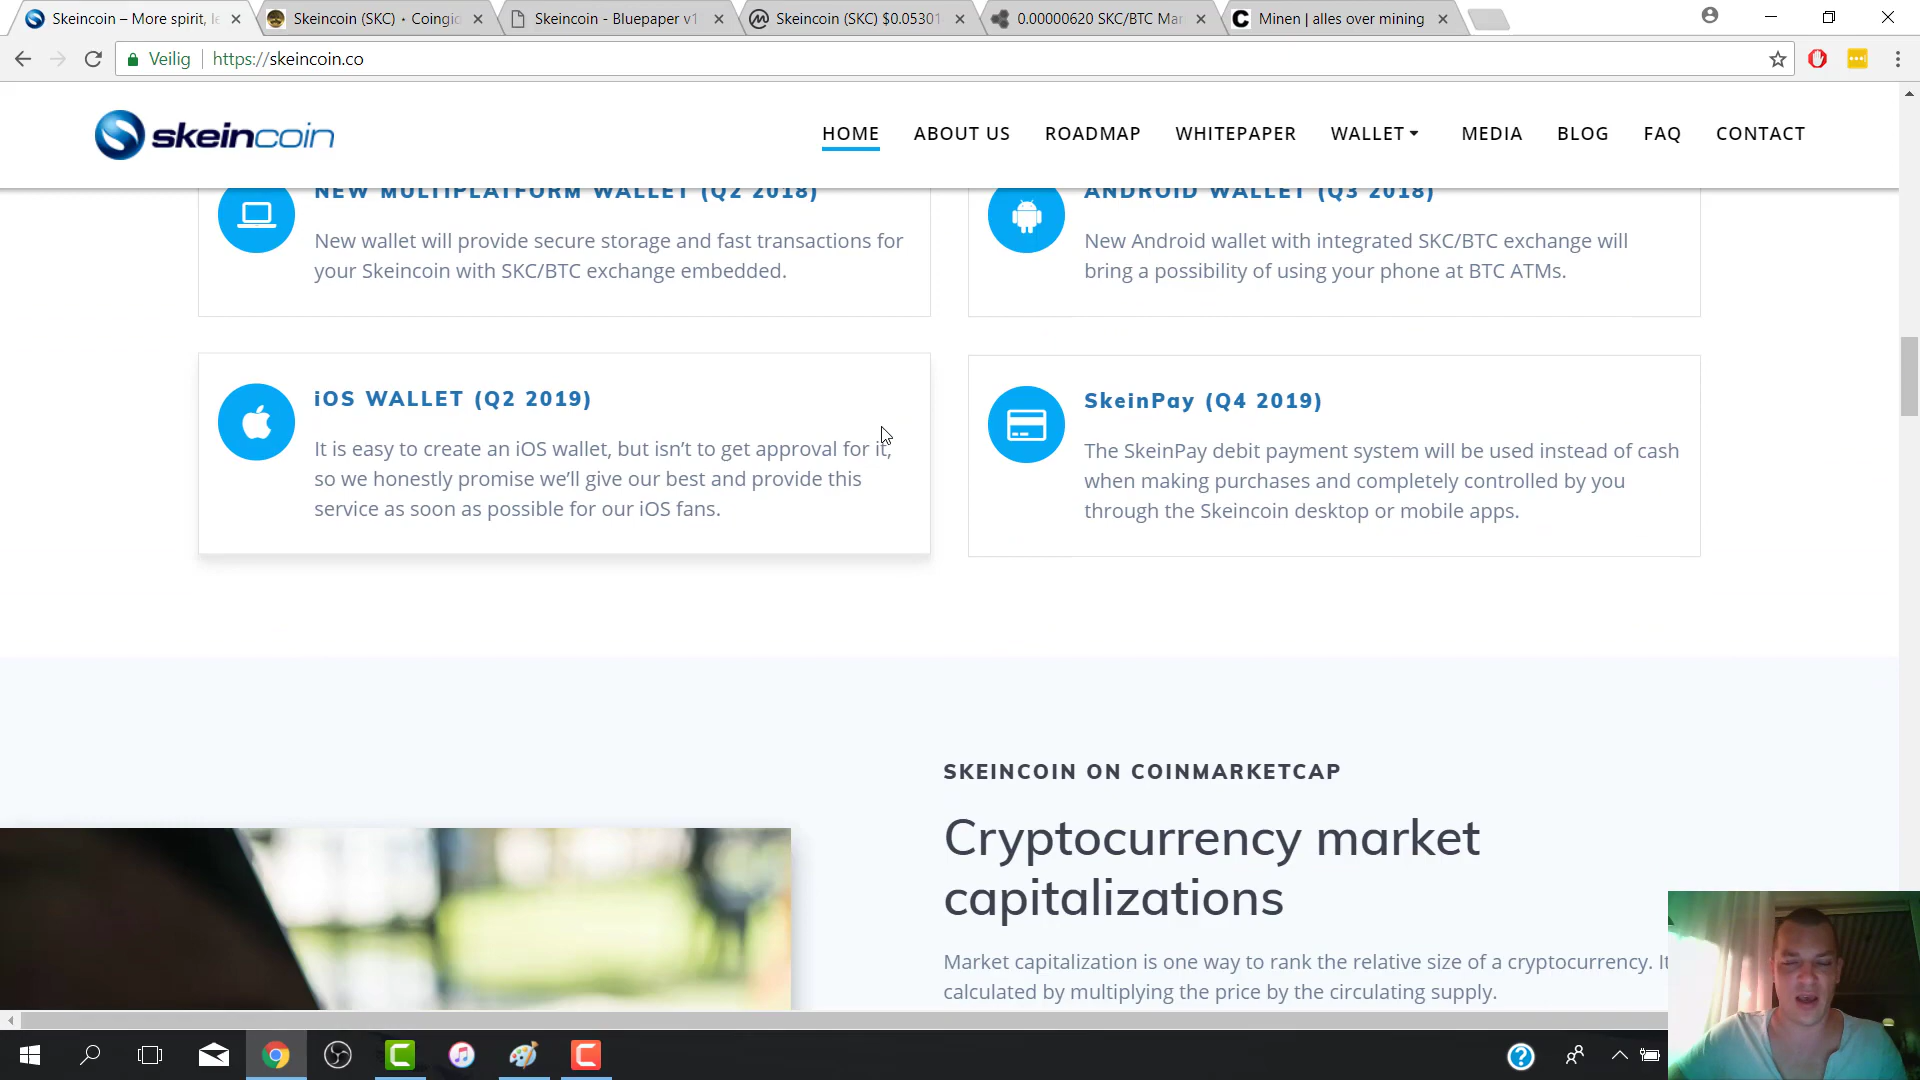 Skeincoin – More spirit, le
Skeincoin (SKC) • Coingi
Skeincoin - Bluepaper v1
Skeincoin (SKC) $0.05301
0.00000620 SKC/BTC Mar
Minen | alles over mining
Veilig
https://skeincoin.co
skeincoin
HOME
ABOUT US
ROADMAP
WHITEPAPER
WALLET
MEDIA
BLOG
FAQ
CONTACT
NEW MULTIPLATFORM WALLET (Q2 2018)
New wallet will provide secure storage and fast transactions for
your Skeincoin with SKC/BTC exchange embedded.
ANDROID WALLET (Q3 2018)
New Android wallet with integrated SKC/BTC exchange will
bring a possibility of using your phone at BTC ATMs.
iOS WALLET (Q2 2019)
It is easy to create an iOS wallet, but isn’t to get approval for it,
so we honestly promise we’ll give our best and provide this
service as soon as possible for our iOS fans.
SkeinPay (Q4 2019)
The SkeinPay debit payment system will be used instead of cash
when making purchases and completely controlled by you
through the Skeincoin desktop or mobile apps.
SKEINCOIN ON COINMARKETCAP
Cryptocurrency market
capitalizations
Market capitalization is one way to rank the relative size of a cryptocurrency. It
calculated by multiplying the price by the circulating supply.